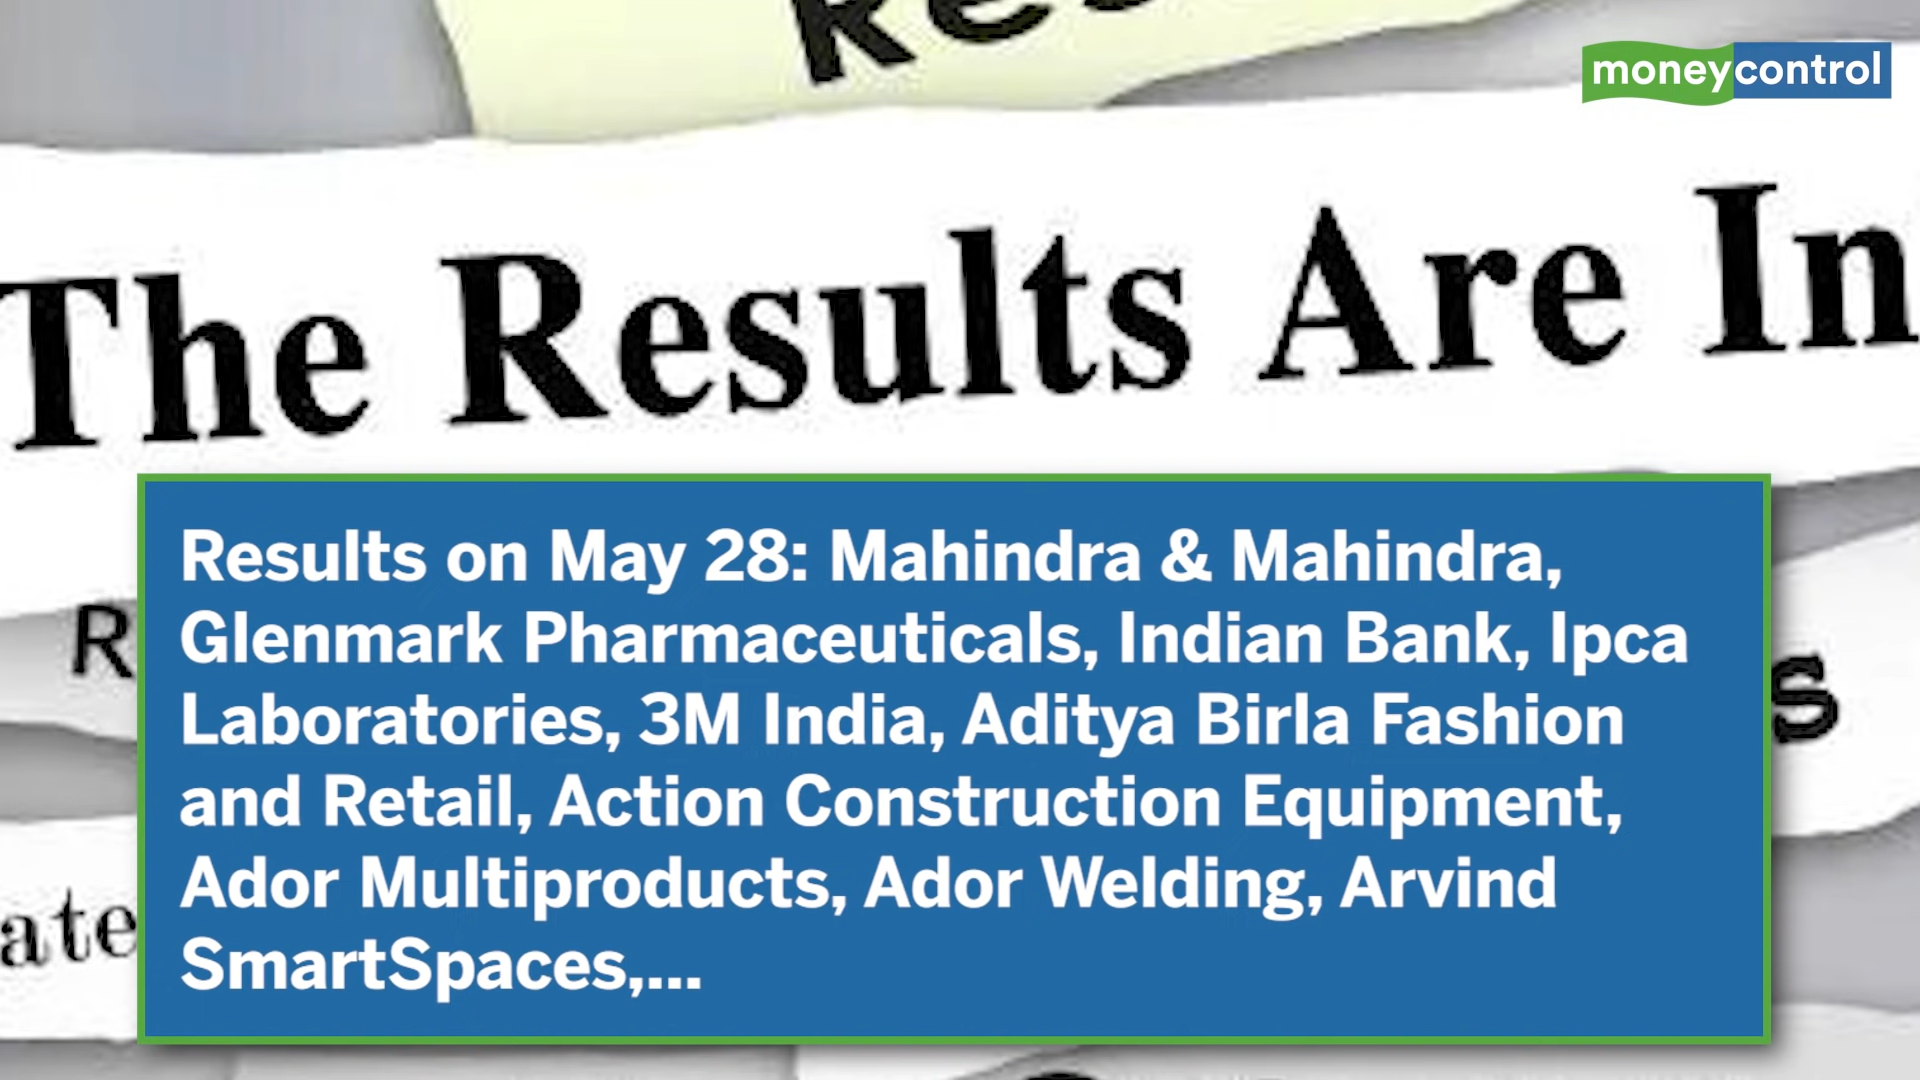 moneycontrol
The Results Are In
R
s
ate
Results on May 28: Mahindra & Mahindra,
Glenmark Pharmaceuticals, Indian Bank, Ipca
Laboratories, 3M India, Aditya Birla Fashion
and Retail, Action Construction Equipment,
Ador Multiproducts, Ador Welding, Arvind
SmartSpaces,...